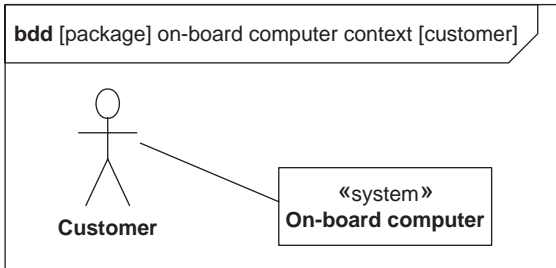 bdd [package] on-board computer context [customer]
«system»
On-board computer
Customer